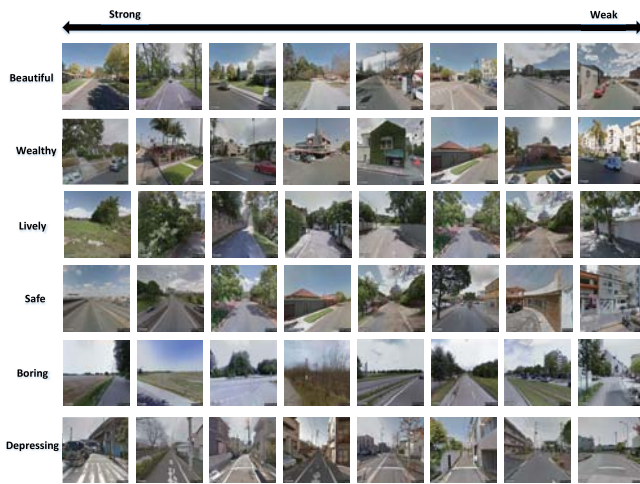 Strong
Weak
Beautiful
Wealthy
Lively
Safe
Boring
Depressing